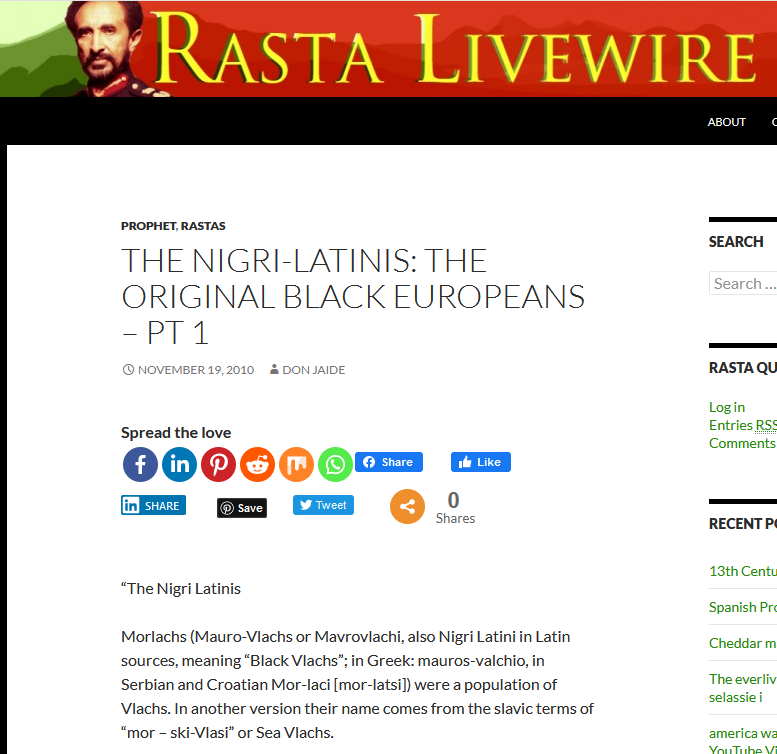 RASTA LIVEWIRE
ABOUT
SEARCH
Search ...
RASTA QU
Log in
Entries RSS
Comments
RECENT P
13th Centu
Spanish Pro
Cheddar m
The everliv
selassie i
america wa
YouTube Vi
PROPHET, RASTAS
THE NIGRI-LATINIS: THE
ORIGINAL BLACK EUROPEANS
– PT 1
NOVEMBER 19, 2010 DON JAIDE
Spread the love
Share Like
SHARE Save Tweet 0
Shares
“The Nigri Latinis
Morlachs (Mauro-Vlachs or Mavrovlachi, also Nigri Latini in Latin
sources, meaning “Black Vlachs”; in Greek: mauros-valchio, in
Serbian and Croatian Mor-laci [mor-latsi]) were a population of
Vlachs. In another version their name comes from the slavic terms of
“mor – ski-Vlasi” or Sea Vlachs.